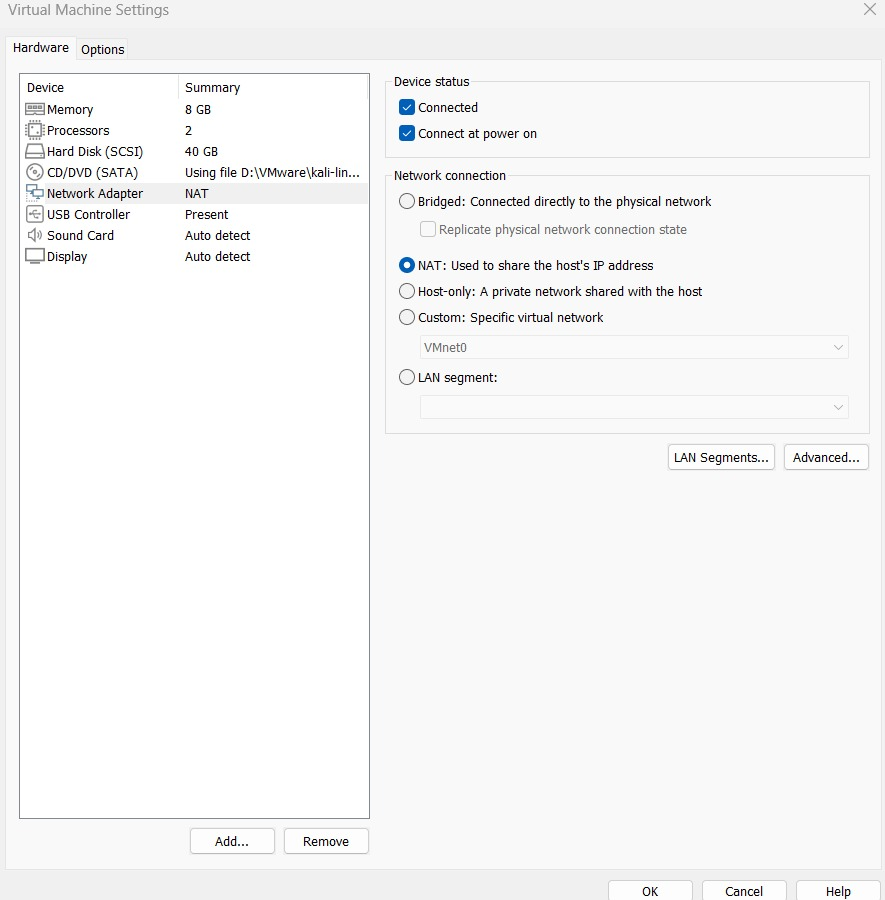 Virtual Machine Settings
Hardware Options
Device Summary
Memory 8 GB
Processors 2
Hard Disk (SCSI) 40 GB
CD/DVD (SATA) Using file D:\VMware\kali-lin...
Network Adapter NAT
USB Controller Present
Sound Card Auto detect
Display Auto detect
Add... Remove
Device status
Connected
Connect at power on
Network connection
Bridged: Connected directly to the physical network
Replicate physical network connection state
NAT: Used to share the host's IP address
Host-only: A private network shared with the host
Custom: Specific virtual network
VMnet0
LAN segment:
LAN Segments... Advanced...
OK Cancel Help